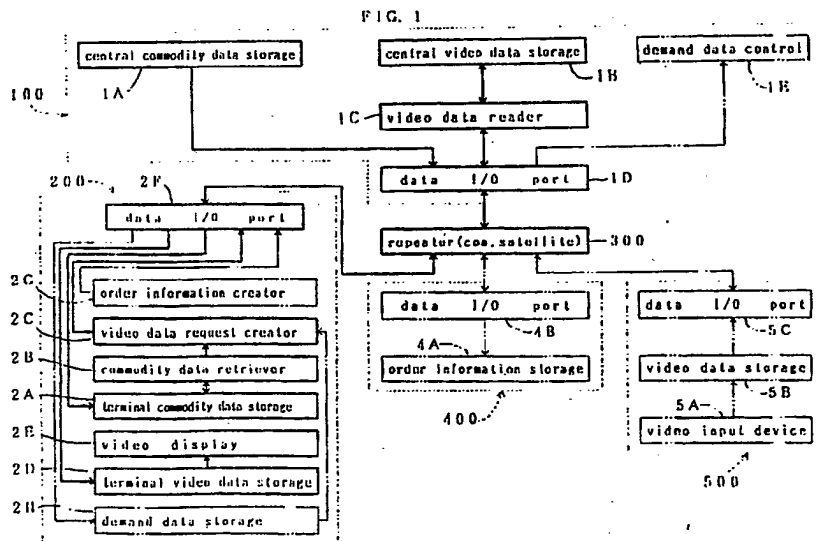 FIG. 1
central commodity data storage
central video data storage
demand data control
1A
1B
1E
100
1C
video data reader
200
2F
data I/O port
1D
data I/O port
repeater(com.satellite)
300
2G
order information creator
data I/O port
4B
data I/O port
5C
2C
video data request creator
4A
2B
commodity data retriever
order information storage
video data storage
5B
2A
terminal commodity data storage
400
5A
2E
video display
video input device
2D
terminal video data storage
500
2H
demand data storage